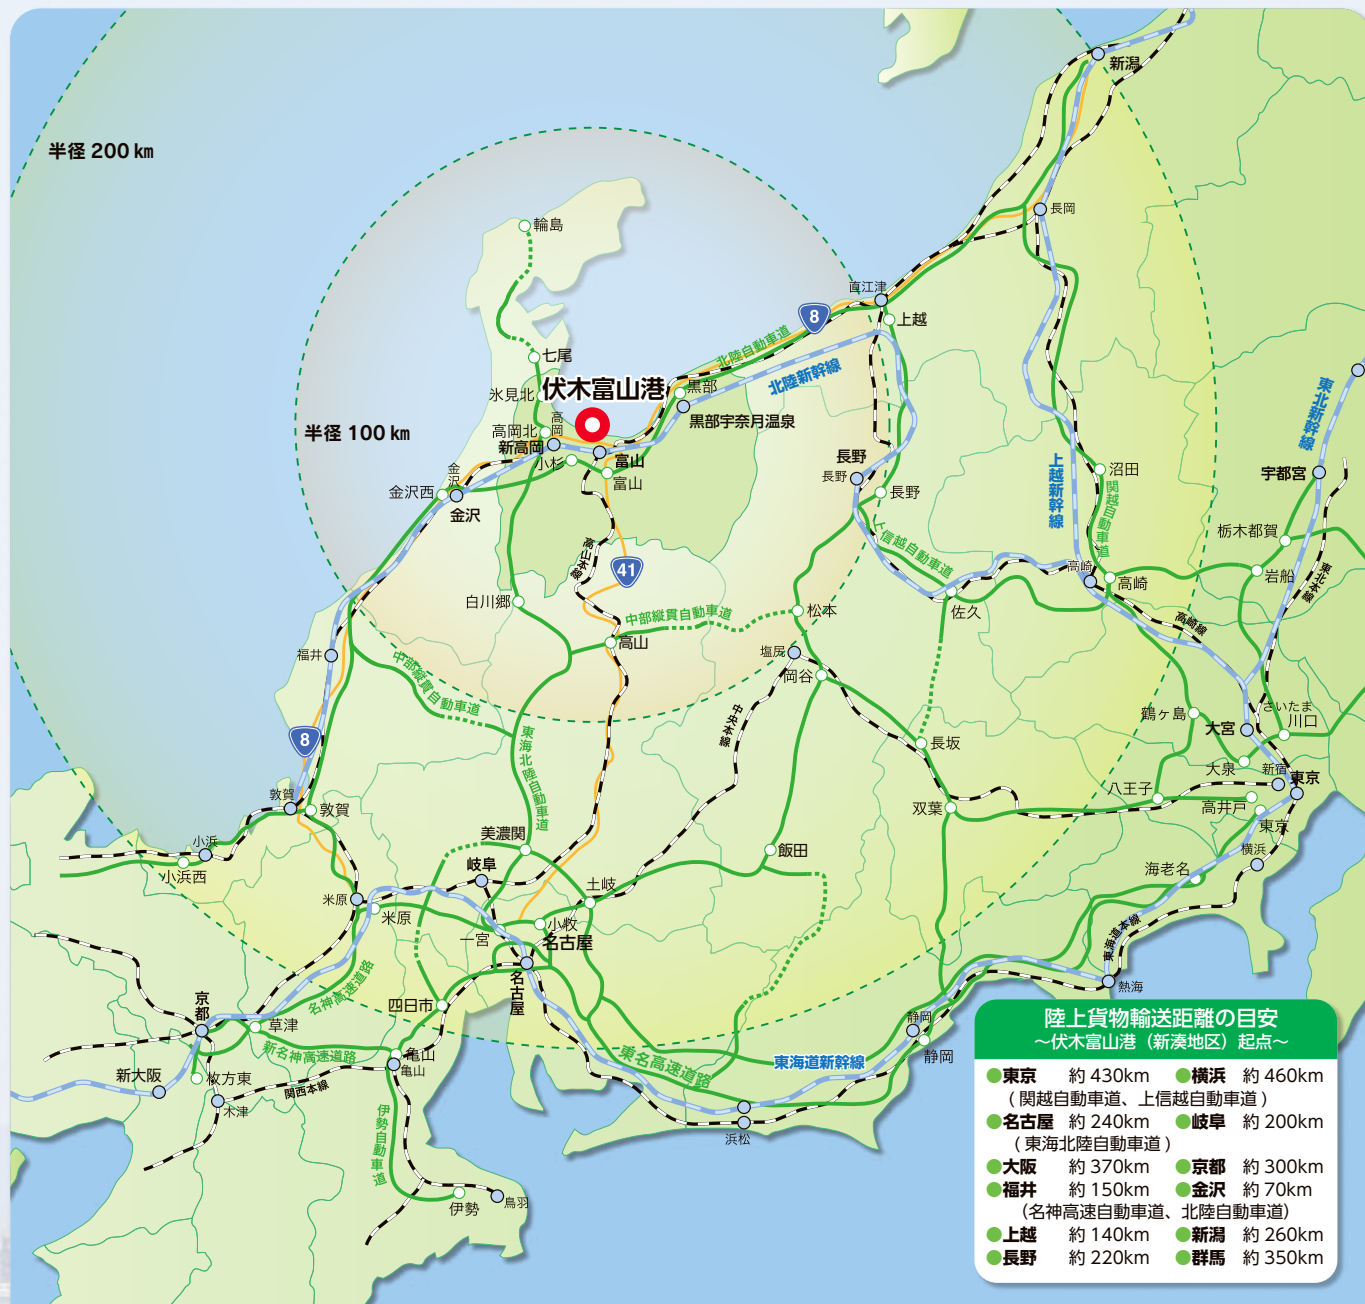 半径 200 km
新潟
輪島
長岡
直江津
8
上越
北陸自動車道
七尾
伏木富山港
黒部
北陸新幹線
東北新幹線
氷見北
高岡
黒部宇奈月温泉
半径 100 km
高岡北
新高岡
小杉
富山
富山
金沢
金沢西
金沢
長野
長野
長野
上越新幹線
沼田
関越自動車道
宇都宮
栃木都賀
上信越自動車道
高山本線
41
高崎
高崎
岩船
東北本線
白川郷
中部縦貫自動車道
松本
佐久
高崎線
福井
高山
塩尻
岡谷
中部縦貫自動車道
中央本線
鶴ヶ島
さいたま
川口
大宮
8
東海北陸自動車道
長坂
大泉
新宿
東京
敦賀
敦賀
双葉
八王子
高井戸
東京
小浜
小浜西
美濃関
飯田
横浜
岐阜
海老名
米原
米原
土岐
一宮
小牧
名古屋
名古屋
東海道本線
名神高速道路
熱海
京都
四日市
草津
静岡
静岡
新名神高速道路
亀山
亀山
東名高速道路
東海道新幹線
新大阪
枚方東
関西本線
木津
浜松
伊勢自動車道
伊勢
鳥羽
陸上貨物輸送距離の目安
～伏木富山港（新湊地区）起点～
●東京 約 430km ●横浜 約 460km
( 関越自動車道、上信越自動車道 )
●名古屋 約 240km ●岐阜 約 200km
( 東海北陸自動車道 )
●大阪 約 370km ●京都 約 300km
●福井 約 150km ●金沢 約 70km
（名神高速自動車道、北陸自動車道）
●上越 約 140km ●新潟 約 260km
●長野 約 220km ●群馬 約 350km